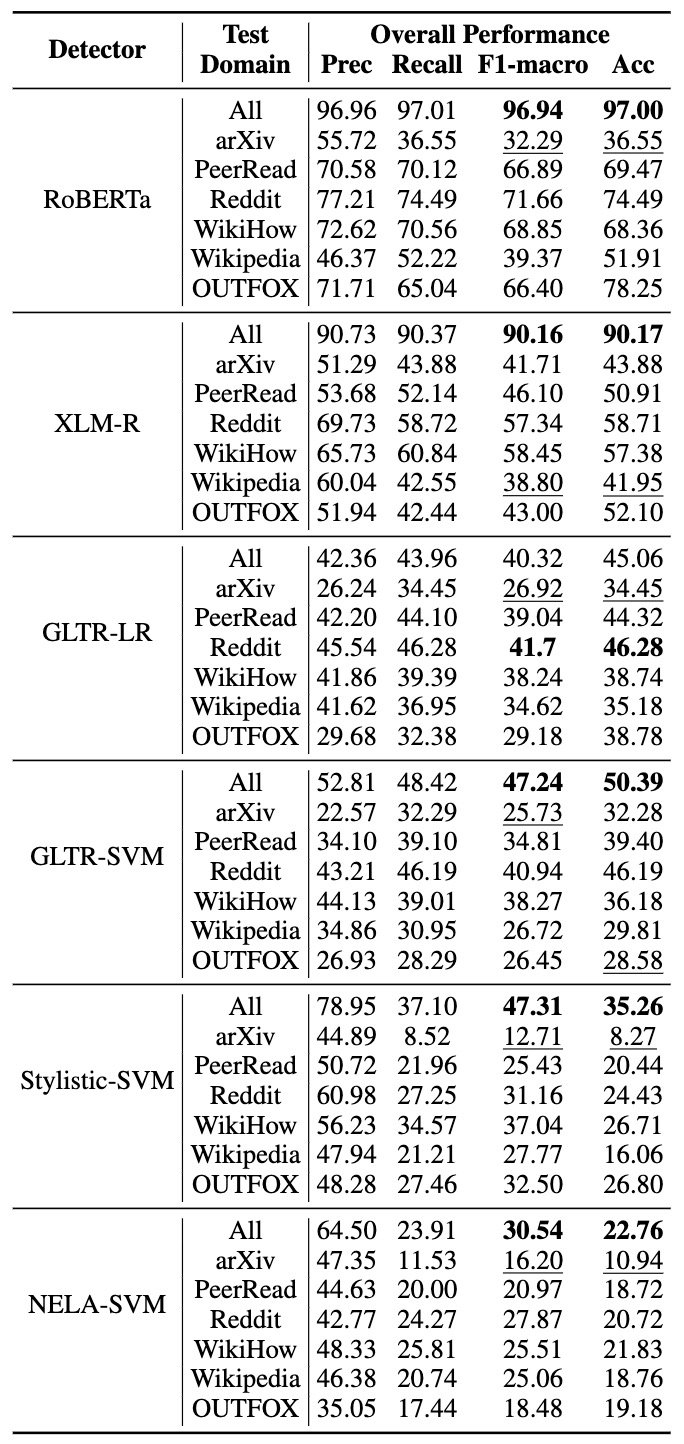 Detector Test Domain Overall Performance
Prec Recall F1-macro Acc
RoBERTa
All 96.96 97.01 96.94 97.00
arXiv 55.72 36.55 32.29 36.55
PeerRead 70.58 70.12 66.89 69.47
Reddit 77.21 74.49 71.66 74.49
WikiHow 72.62 70.56 68.85 68.36
Wikipedia 46.37 52.22 39.37 51.91
OUTFOX 71.71 65.04 66.40 78.25
XLM-R
All 90.73 90.37 90.16 90.17
arXiv 51.29 43.88 41.71 43.88
PeerRead 53.68 52.14 46.10 50.91
Reddit 69.73 58.72 57.34 58.71
WikiHow 65.73 60.84 58.45 57.38
Wikipedia 60.04 42.55 38.80 41.95
OUTFOX 51.94 42.44 43.00 52.10
GLTR-LR
All 42.36 43.96 40.32 45.06
arXiv 26.24 34.45 26.92 34.45
PeerRead 42.20 44.10 39.04 44.32
Reddit 45.54 46.28 41.7 46.28
WikiHow 41.86 39.39 38.24 38.74
Wikipedia 41.62 36.95 34.62 35.18
OUTFOX 29.68 32.38 29.18 38.78
GLTR-SVM
All 52.81 48.42 47.24 50.39
arXiv 22.57 32.29 25.73 32.28
PeerRead 34.10 39.10 34.81 39.40
Reddit 43.21 46.19 40.94 46.19
WikiHow 44.13 39.01 38.27 36.18
Wikipedia 34.86 30.95 26.72 29.81
OUTFOX 26.93 28.29 26.45 28.58
Stylistic-SVM
All 78.95 37.10 47.31 35.26
arXiv 44.89 8.52 12.71 8.27
PeerRead 50.72 21.96 25.43 20.44
Reddit 60.98 27.25 31.16 24.43
WikiHow 56.23 34.57 37.04 26.71
Wikipedia 47.94 21.21 27.77 16.06
OUTFOX 48.28 27.46 32.50 26.80
NELA-SVM
All 64.50 23.91 30.54 22.76
arXiv 47.35 11.53 16.20 10.94
PeerRead 44.63 20.00 20.97 18.72
Reddit 42.77 24.27 27.87 20.72
WikiHow 48.33 25.81 25.51 21.83
Wikipedia 46.38 20.74 25.06 18.76
OUTFOX 35.05 17.44 18.48 19.18